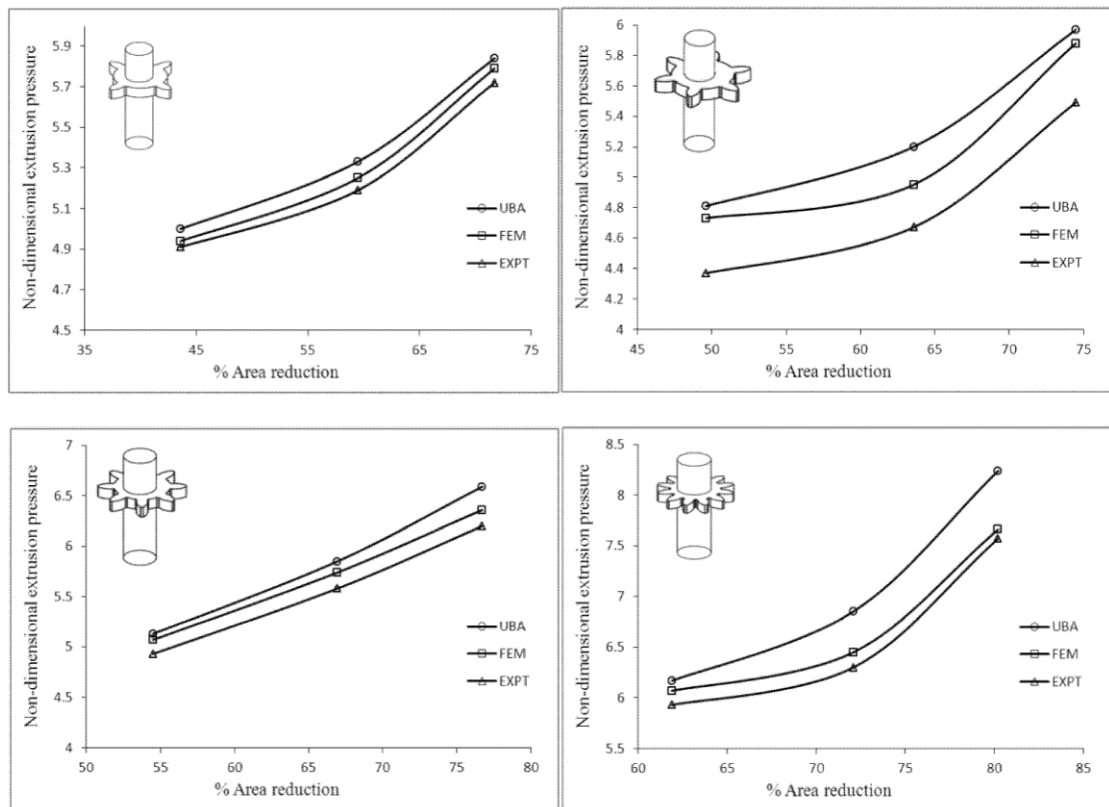 Non-dimensional extrusion pressure
5.9
5.7
5.5
5.3
5.1
4.9
4.7
4.5
35 45 55 65 75
% Area reduction
UBA
FEM
EXPT
Non-dimensional extrusion pressure
6
5.8
5.6
5.4
5.2
5
4.8
4.6
4.4
4.2
4
45 50 55 60 65 70 75
% Area reduction
UBA
FEM
EXPT
Non-dimensional extrusion pressure
7
6.5
6
5.5
5
4.5
4
50 55 60 65 70 75 80
% Area reduction
UBA
FEM
EXPT
Non-dimensional extrusion pressure
8.5
8
7.5
7
6.5
6
5.5
60 65 70 75 80 85
% Area reduction
UBA
FEM
EXPT